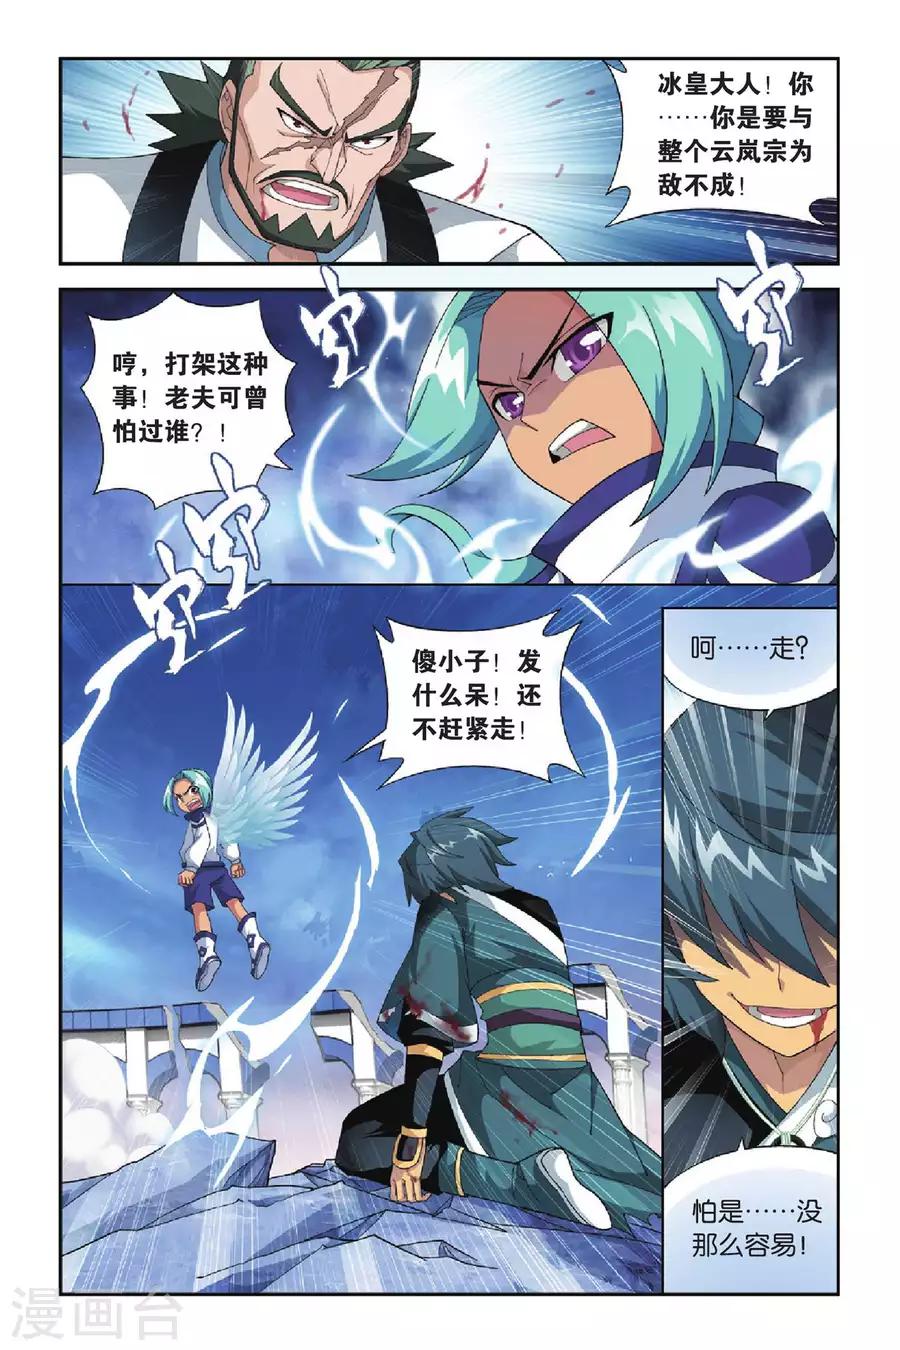 冰皇大人！你
……你是要与
整个云岚宗为
敌不成！
哼，打架这种
事！老夫可曾
怕过谁？！
傻小子！发
什么呆！还
不赶紧走！
呵……走？
怕是……没
那么容易！
漫画台